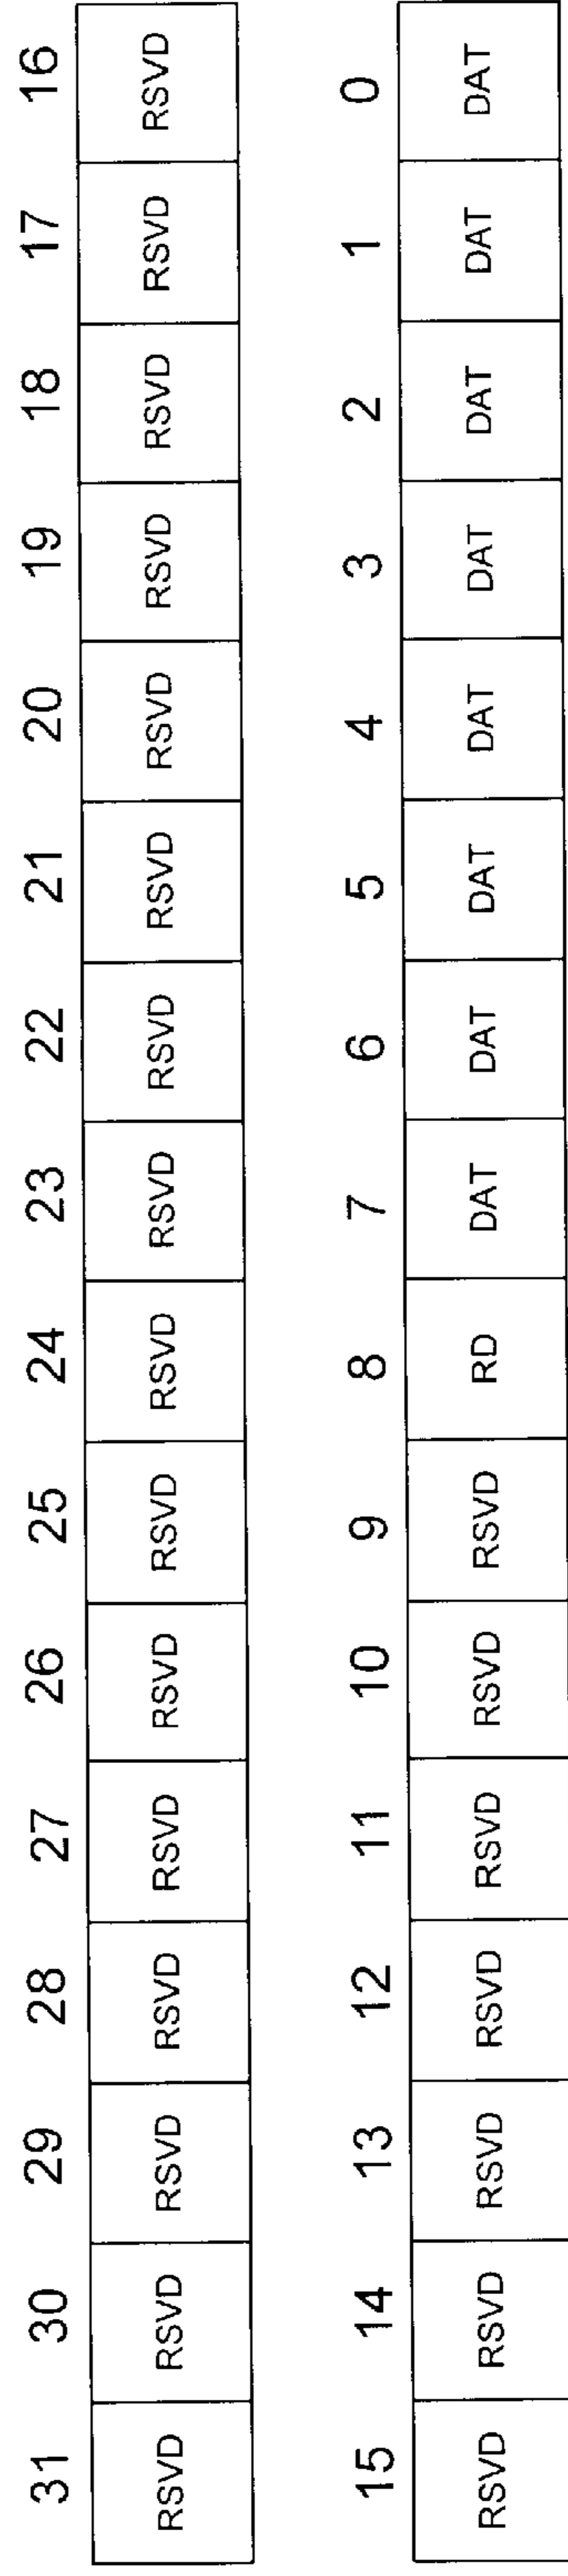 31 30 29 28 27 26 25 24 23 22 21 20 19 18 17 16
RSVD RSVD RSVD RSVD RSVD RSVD RSVD RSVD RSVD RSVD RSVD RSVD RSVD RSVD RSVD RSVD
15 14 13 12 11 10 9 8 7 6 5 4 3 2 1 0
RSVD RSVD RSVD RSVD RSVD RSVD RSVD RD DAT DAT DAT DAT DAT DAT DAT DAT